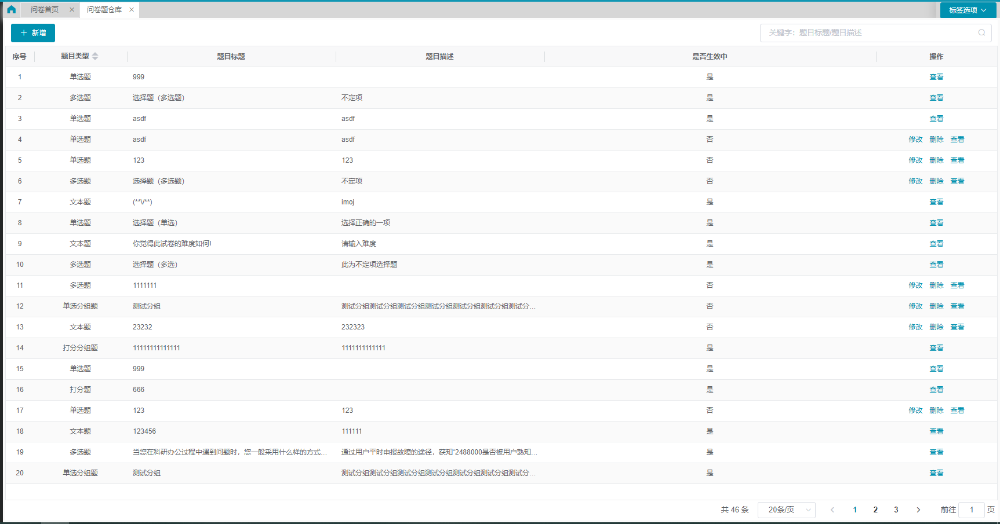 问卷首页 × 问卷题仓库 × 标签选项
+ 新增 关键字：题目标题/题目描述
序号 题目类型 题目标题 题目描述 是否生效中 操作
1 单选题 999 是 查看
2 多选题 选择题（多选题） 不定项 是 查看
3 单选题 asdf asdf 是 查看
4 单选题 asdf asdf 否 修改 删除 查看
5 单选题 123 123 否 修改 删除 查看
6 多选题 选择题（多选题） 不定项 否 修改 删除 查看
7 文本题 (**\/**) imoj 是 查看
8 单选题 选择题（单选） 选择正确的一项 是 查看
9 文本题 你觉得此试卷的难度如何! 请输入难度 是 查看
10 多选题 选择题（多选） 此为不定项选择题 是 查看
11 多选题 1111111 否 修改 删除 查看
12 单选分组题 测试分组 测试分组测试分组测试分组测试分组测试分组测试分组测试分... 否 修改 删除 查看
13 文本题 23232 232323 否 修改 删除 查看
14 打分分组题 11111111111111 1111111111111 是 查看
15 单选题 999 是 查看
16 打分题 666 是 查看
17 单选题 123 123 否 修改 删除 查看
18 文本题 123456 111111 是 查看
19 多选题 当您在科研办公过程中遇到问题时，您一般采用什么样的方式... 通过用户平时申报故障的途径，获知“2488000是否被用户熟知... 是 查看
20 单选分组题 测试分组 测试分组测试分组测试分组测试分组测试分组测试分组测试分... 是 查看
共 46 条 20条/页 < 1 2 3 > 前往 1 页